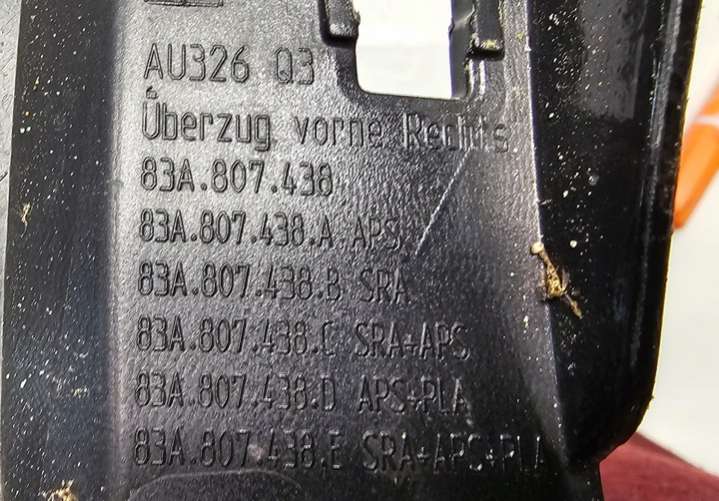 AU326 Q3
Überzug vorne Rechts
83A.807.438
83A.807.438.A APS
83A.807.438.B SRA
83A.807.438.C SRA+APS
83A.807.438.D APS+PLA
83A.807.438.E SRA+APS+PLA